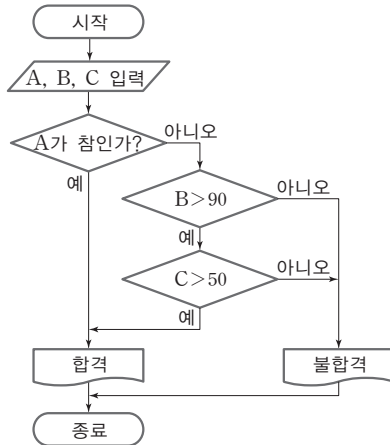 시작
A, B, C 입력
A가 참인가?
아니오
예
B>90
아니오
예
C>50
아니오
예
합격
불합격
종료